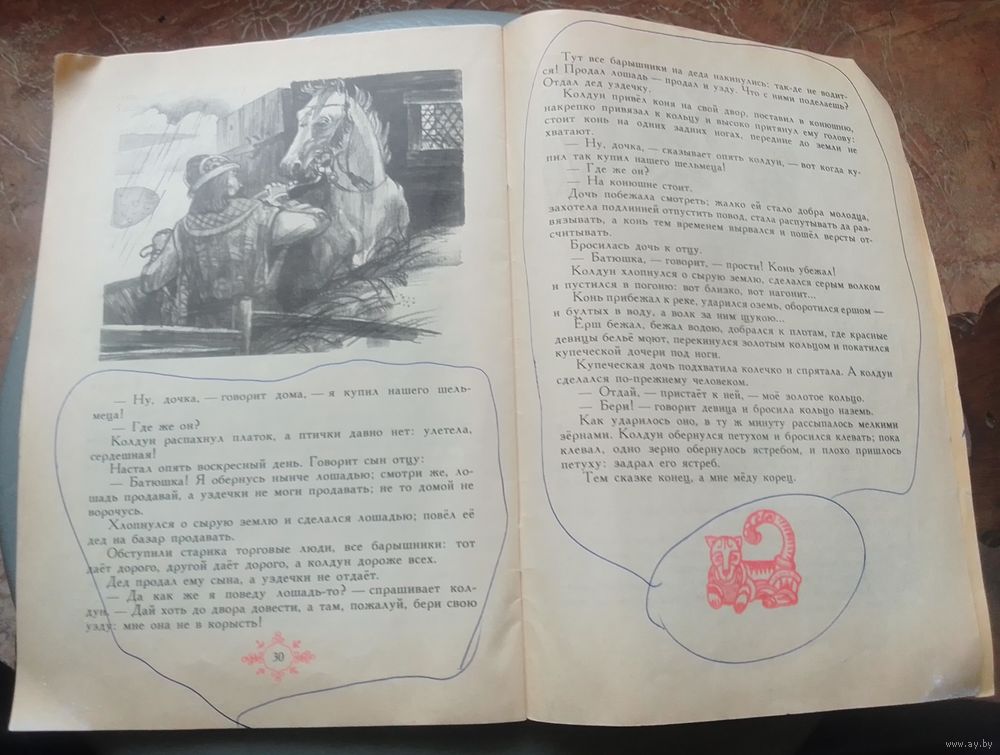 — Ну, дочка, — говорит дома, — я купил нашего шель-
меца!
— Где же он?
Колдун распахнул платок, а птички давно нет: улетела,
сердешная!
Настал опять воскресный день. Говорит сын отцу:
— Батюшка! Я обернусь нынче лошадью; смотри же, ло-
шадь продавай, а уздечки не моги продавать; не то домой не
ворочусь.
Хлопнулся о сырую землю и сделался лошадью; повёл её
дед на базар продавать.
Обступили старика торговые люди, все барышники: тот
даёт дорого, другой даёт дорого, а колдун дороже всех.
Дед продал ему сына, а уздечки не отдаёт.
— Да как же я поведу лошадь-то? — спрашивает кол-
дун. — Дай хоть до двора довести, а там, пожалуй, бери свою
узду: мне она не в корысть!
30
Тут все барышники на деда накинулись: так-де не водит-
ся! Продал лошадь — продал и узду. Что с ними поделаешь?
Отдал дед уздечку.
Колдун привёл коня на свой двор, поставил в конюшню,
накрепко привязал к кольцу и высоко притянул ему голову:
стоит конь на одних задних ногах, передние до земли не
хватают.
— Ну, дочка, — сказывает опять колдун, — вот когда ку-
пил так купил нашего шельмеца!
— Где же он?
— На конюшне стоит.
Дочь побежала смотреть; жалко ей стало добра молодца,
захотела подлинней отпустить повод, стала распутывать да раз-
вязывать, а конь тем временем вырвался и пошёл версты от-
считывать.
Бросилась дочь к отцу.
— Батюшка, — говорит, — прости! Конь убежал!
Колдун хлопнулся о сырую землю, сделался серым волком
и пустился в погоню: вот близко, вот нагонит...
Конь прибежал к реке, ударился оземь, оборотился ершом —
и бултых в воду, а волк за ним щукою...
Ёрш бежал, бежал водою, добрался к плотам, где красные
девицы бельё моют, перекинулся золотым кольцом и покатился
купеческой дочери под ноги.
Купеческая дочь подхватила колечко и спрятала. А колдун
сделался по-прежнему человеком.
— Отдай, — пристаёт к ней, — моё золотое кольцо.
— Бери! — говорит девица и бросила кольцо наземь.
Как ударилось оно, в ту ж минуту рассыпалось мелкими
зёрнами. Колдун обернулся петухом и бросился клевать; пока
клевал, одно зерно обернулось ястребом, и плохо пришлось
петуху: задрал его ястреб.
Тем сказке конец, а мне мёду корец.
www.ay.by